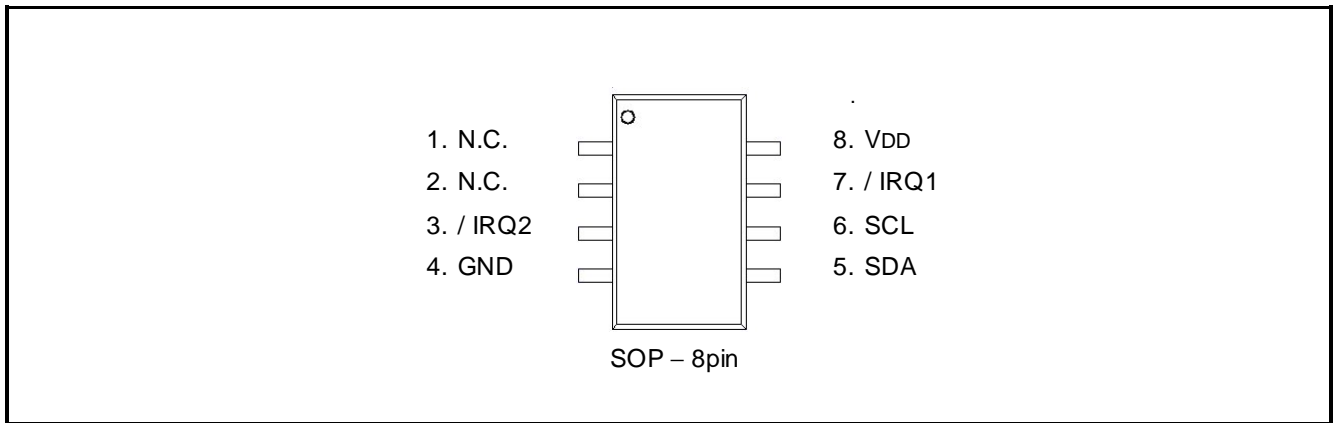 1. N.C.
2. N.C.
3. / IRQ2
4. GND
8. VDD
7. / IRQ1
6. SCL
5. SDA
SOP – 8pin